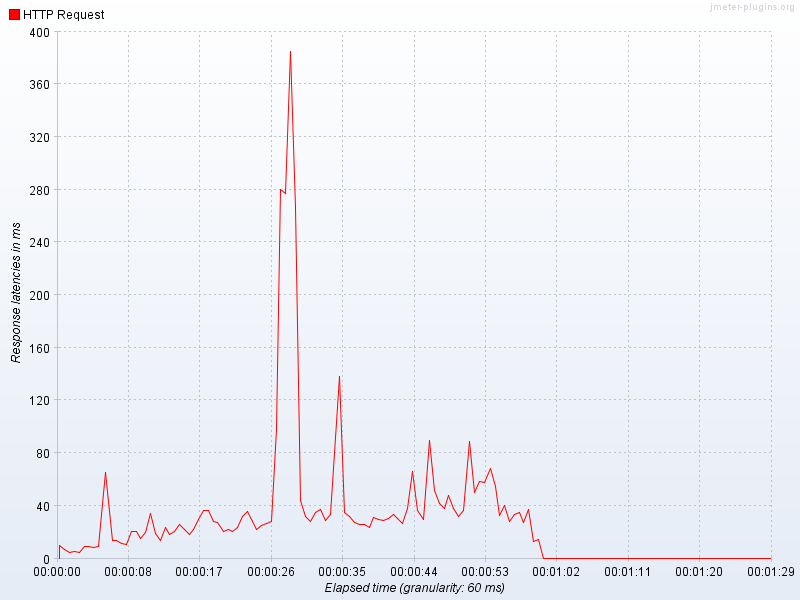 jmeter-plugins.org
HTTP Request
400
360
320
280
240
200
160
120
80
40
0
Response latencies in ms
00:00:00 00:00:08 00:00:17 00:00:26 00:00:35 00:00:44 00:00:53 00:01:02 00:01:11 00:01:20 00:01:29
Elapsed time (granularity: 60 ms)